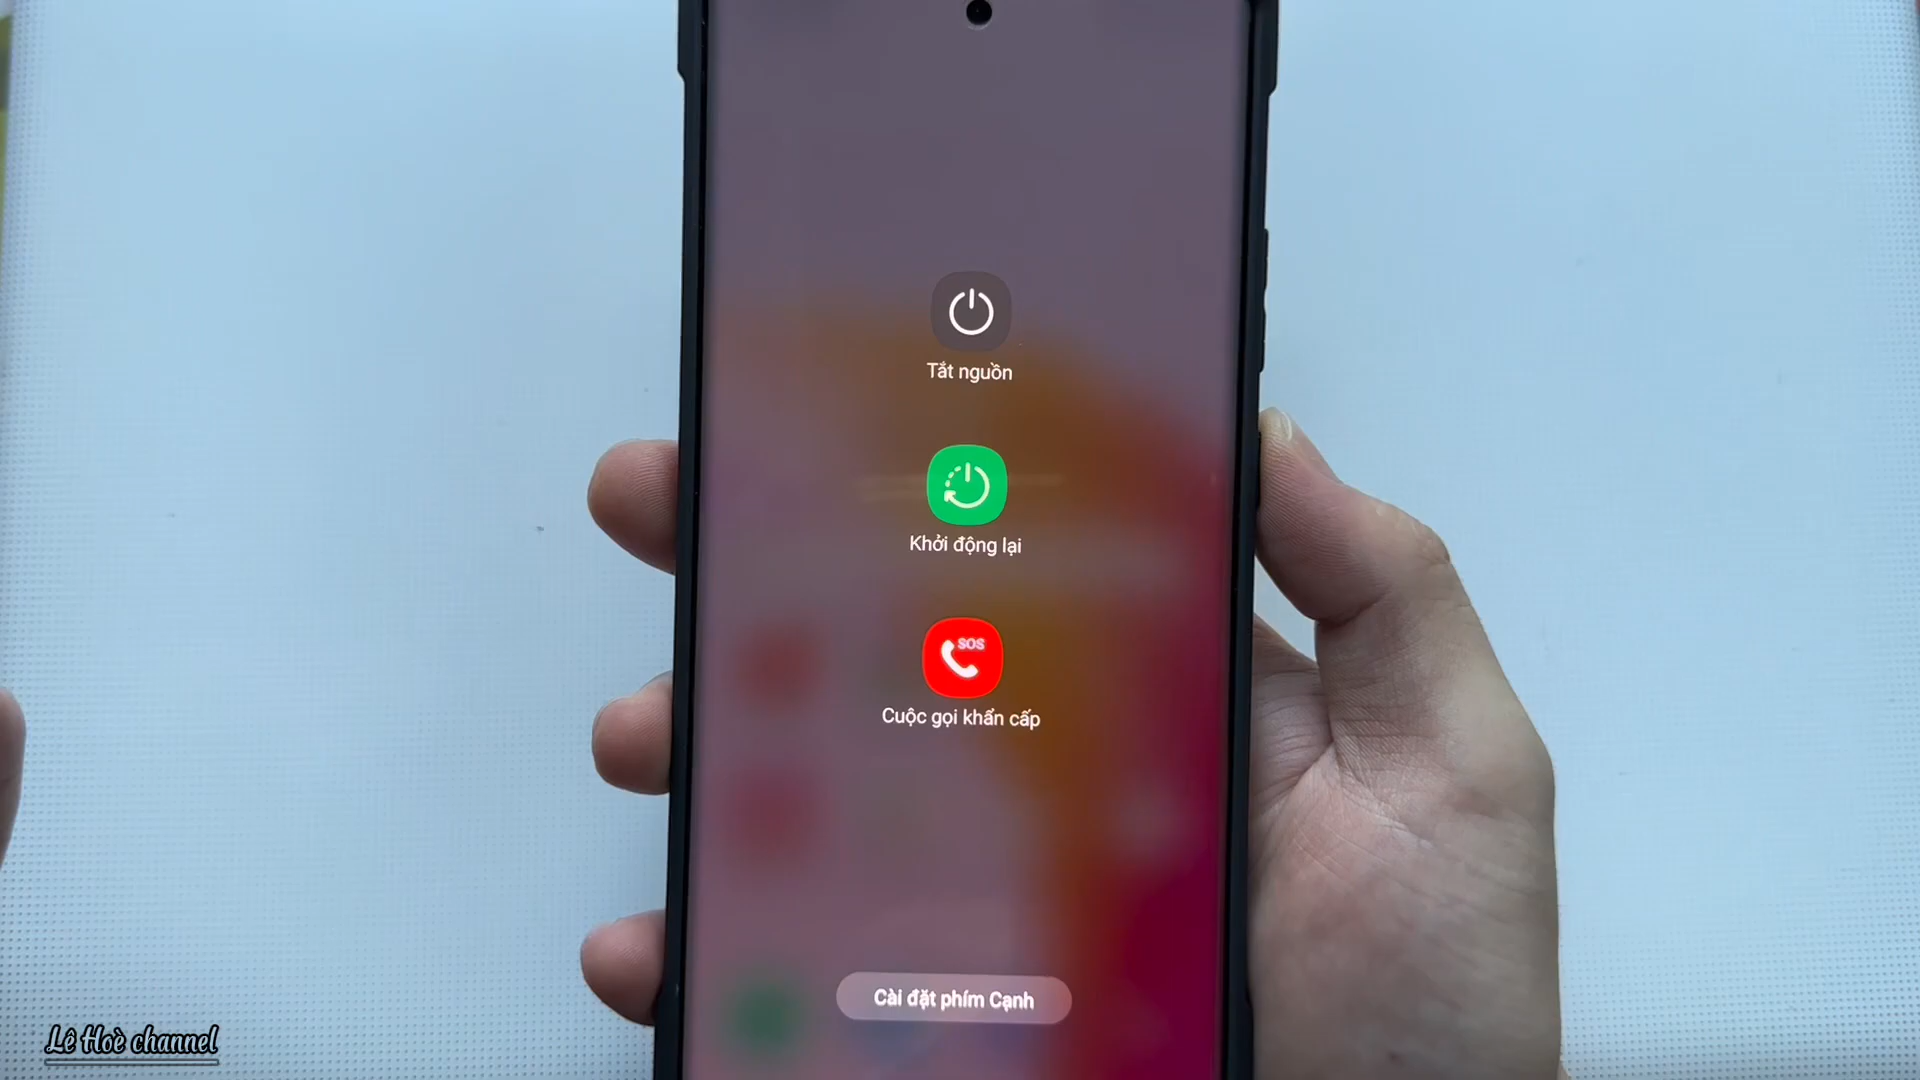 Tắt nguồn
Khởi động lại
SOS
Cuộc gọi khẩn cấp
Cài đặt phím Cạnh
Lê Hoè channel